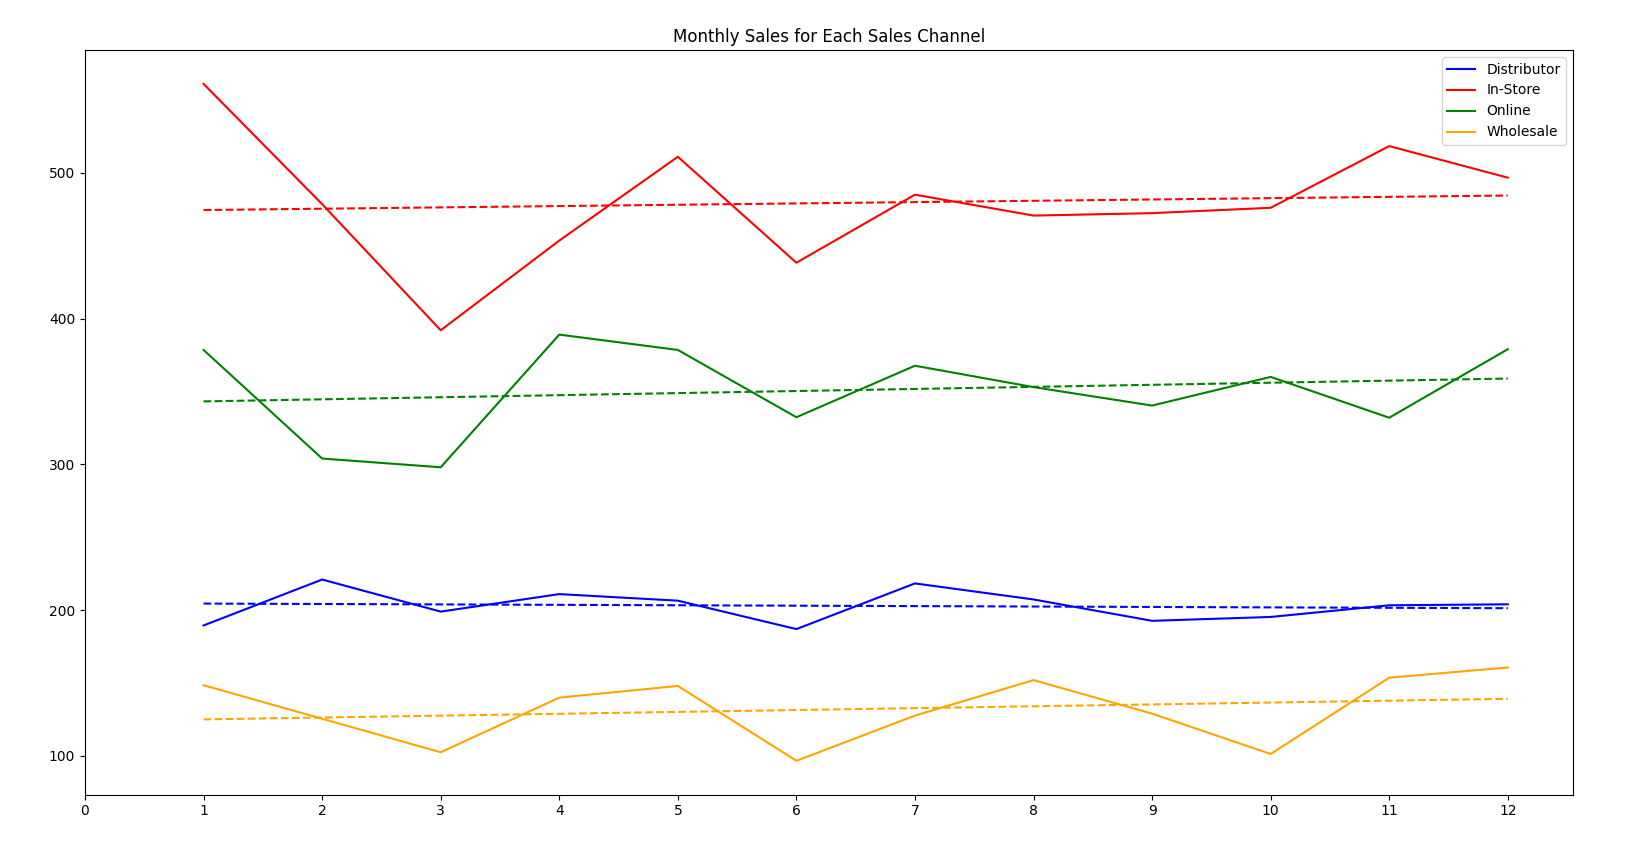 Monthly Sales for Each Sales Channel
Distributor
In-Store
Online
Wholesale
500
400
300
200
100
0 1 2 3 4 5 6 7 8 9 10 11 12